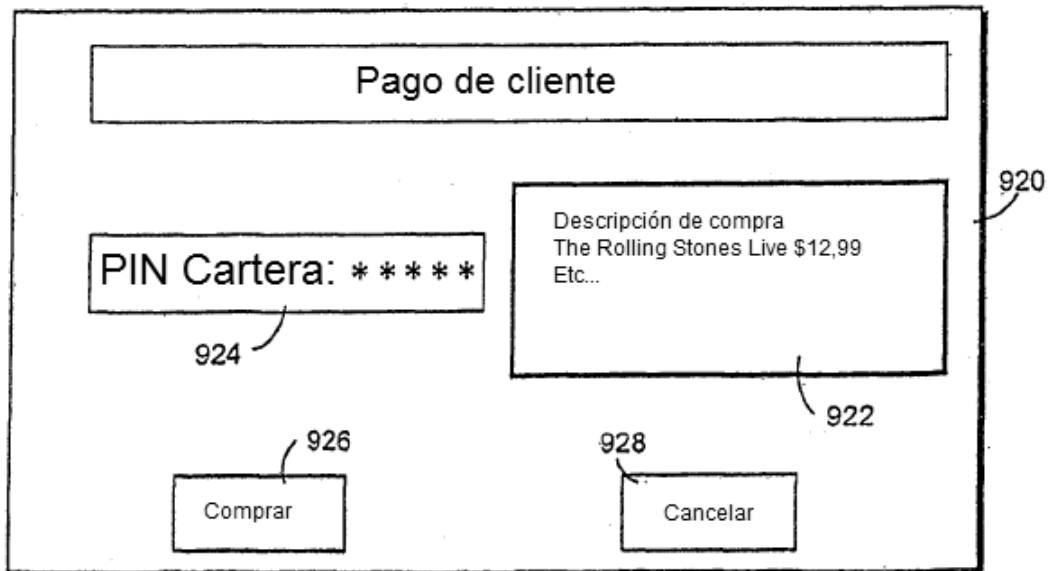 Pago de cliente
920
Descripción de compra
The Rolling Stones Live $12,99
Etc...
PIN Cartera: *****
924
922
926
928
Comprar
Cancelar